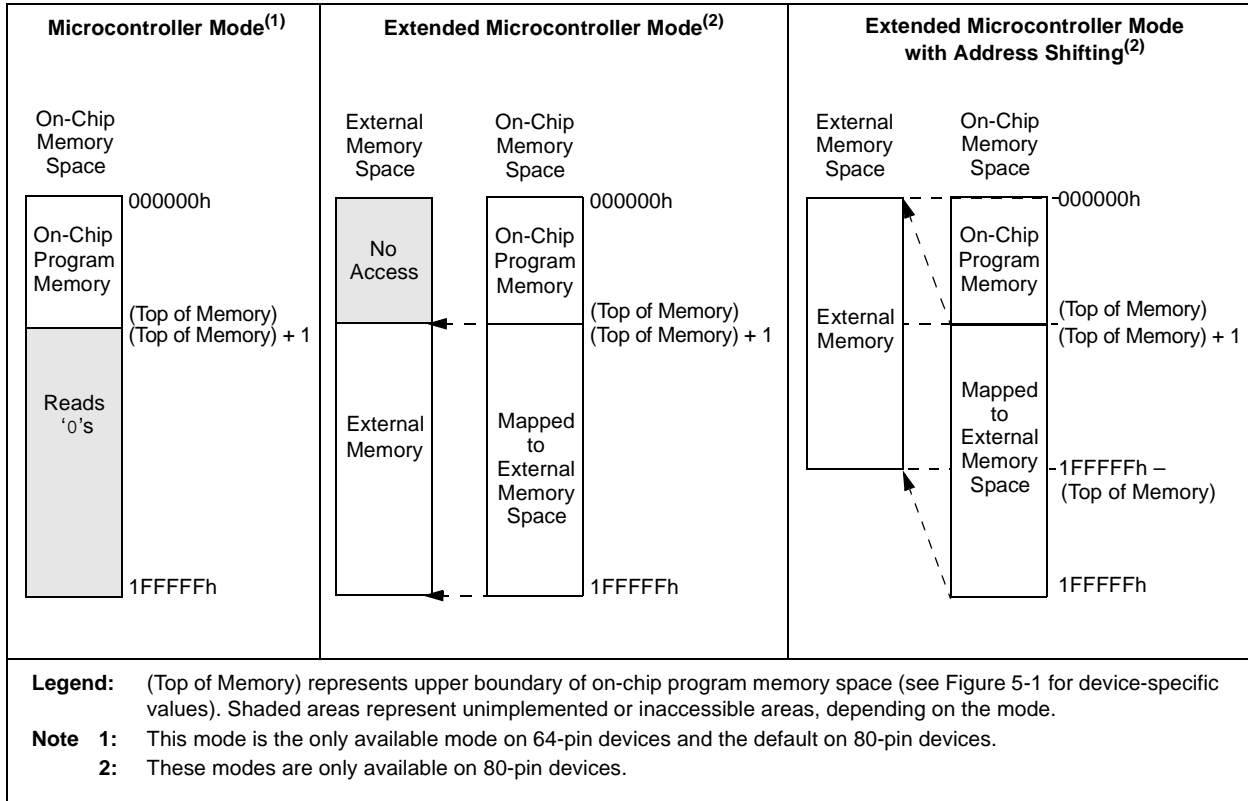 Microcontroller Mode(1)
On-Chip
Memory
Space
000000h
On-Chip
Program
Memory
(Top of Memory)
(Top of Memory) + 1
Reads
‘0’s
1FFFFFh
Extended Microcontroller Mode(2)
External
Memory
Space
On-Chip
Memory
Space
000000h
No
Access
On-Chip
Program
Memory
(Top of Memory)
(Top of Memory) + 1
External
Memory
Mapped
to
External
Memory
Space
1FFFFFh
Extended Microcontroller Mode
with Address Shifting(2)
External
Memory
Space
On-Chip
Memory
Space
000000h
On-Chip
Program
Memory
External
Memory
(Top of Memory)
(Top of Memory) + 1
Mapped
to
External
Memory
Space
1FFFFFh –
(Top of Memory)
1FFFFFh
Legend: (Top of Memory) represents upper boundary of on-chip program memory space (see Figure 5-1 for device-specific
values). Shaded areas represent unimplemented or inaccessible areas, depending on the mode.
Note 1: This mode is the only available mode on 64-pin devices and the default on 80-pin devices.
2: These modes are only available on 80-pin devices.